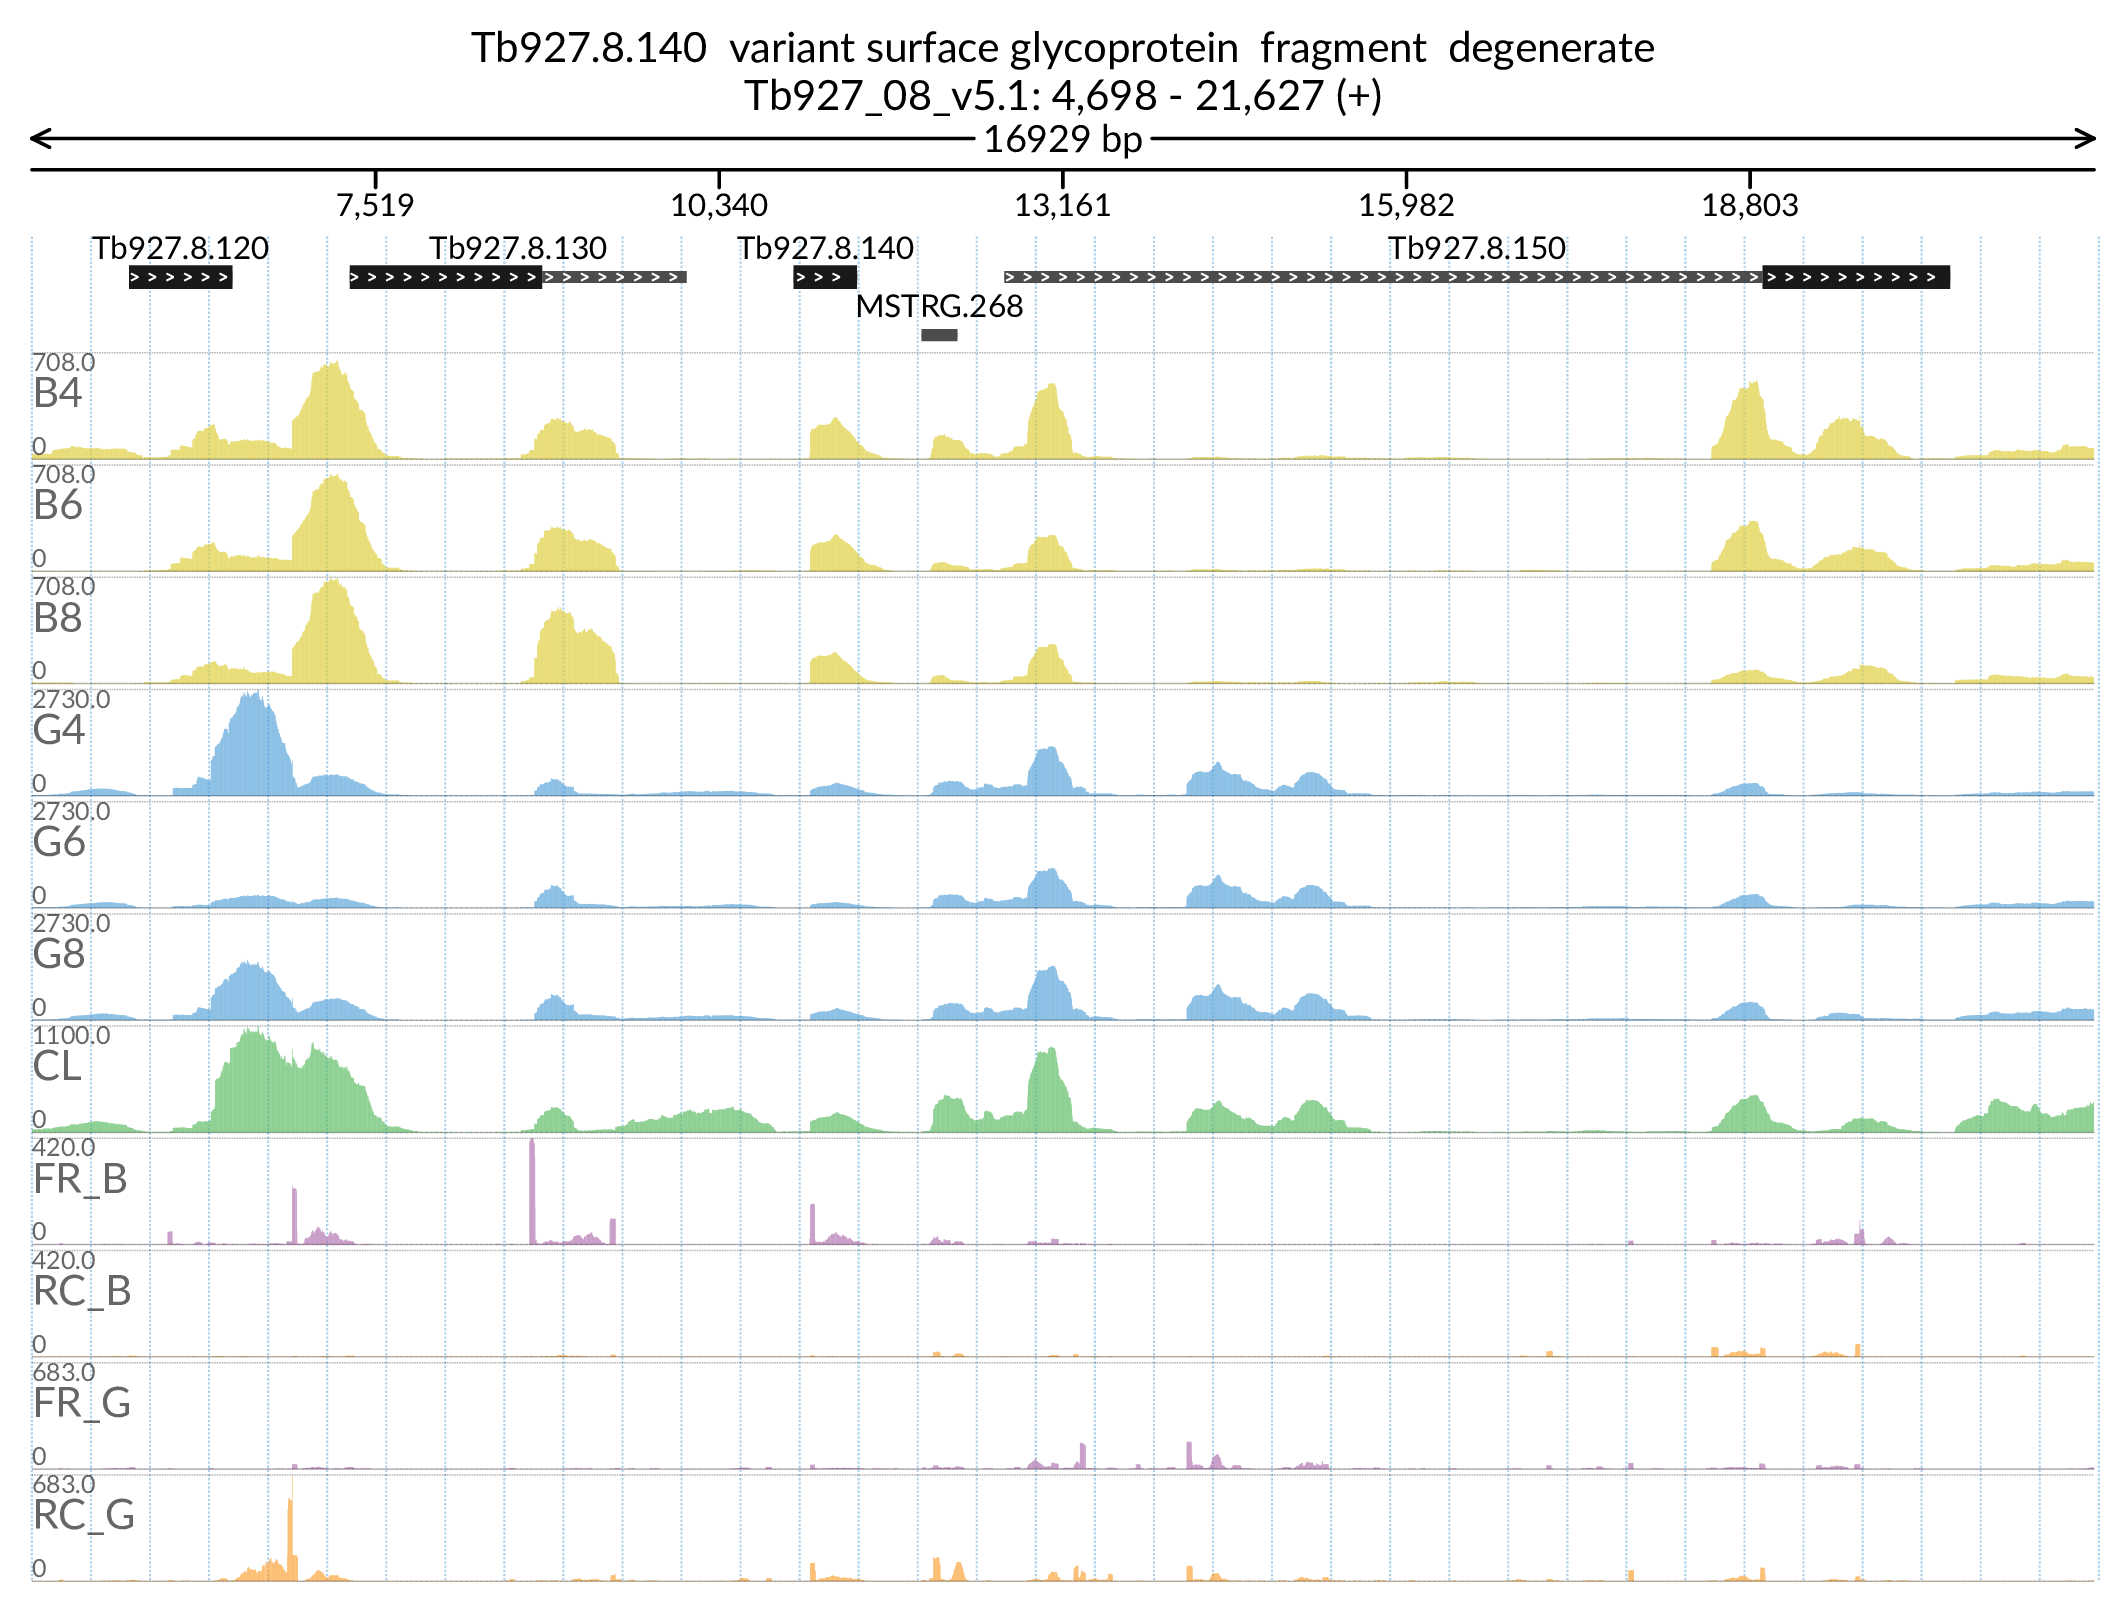 Tb927.8.140 variant surface glycoprotein fragment degenerate
Tb927_08_v5.1: 4,698 - 21,627 (+)
16929 bp
7,519 10,340 13,161 15,982 18,803
Tb927.8.120 Tb927.8.130 Tb927.8.140 Tb927.8.150
MSTRG.268
708.0
B4
0
708.0
B6
0
708.0
B8
0
2730.0
G4
0
2730.0
G6
0
2730.0
G8
0
1100.0
CL
0
420.0
FR_B
0
420.0
RC_B
0
683.0
FR_G
0
683.0
RC_G
0